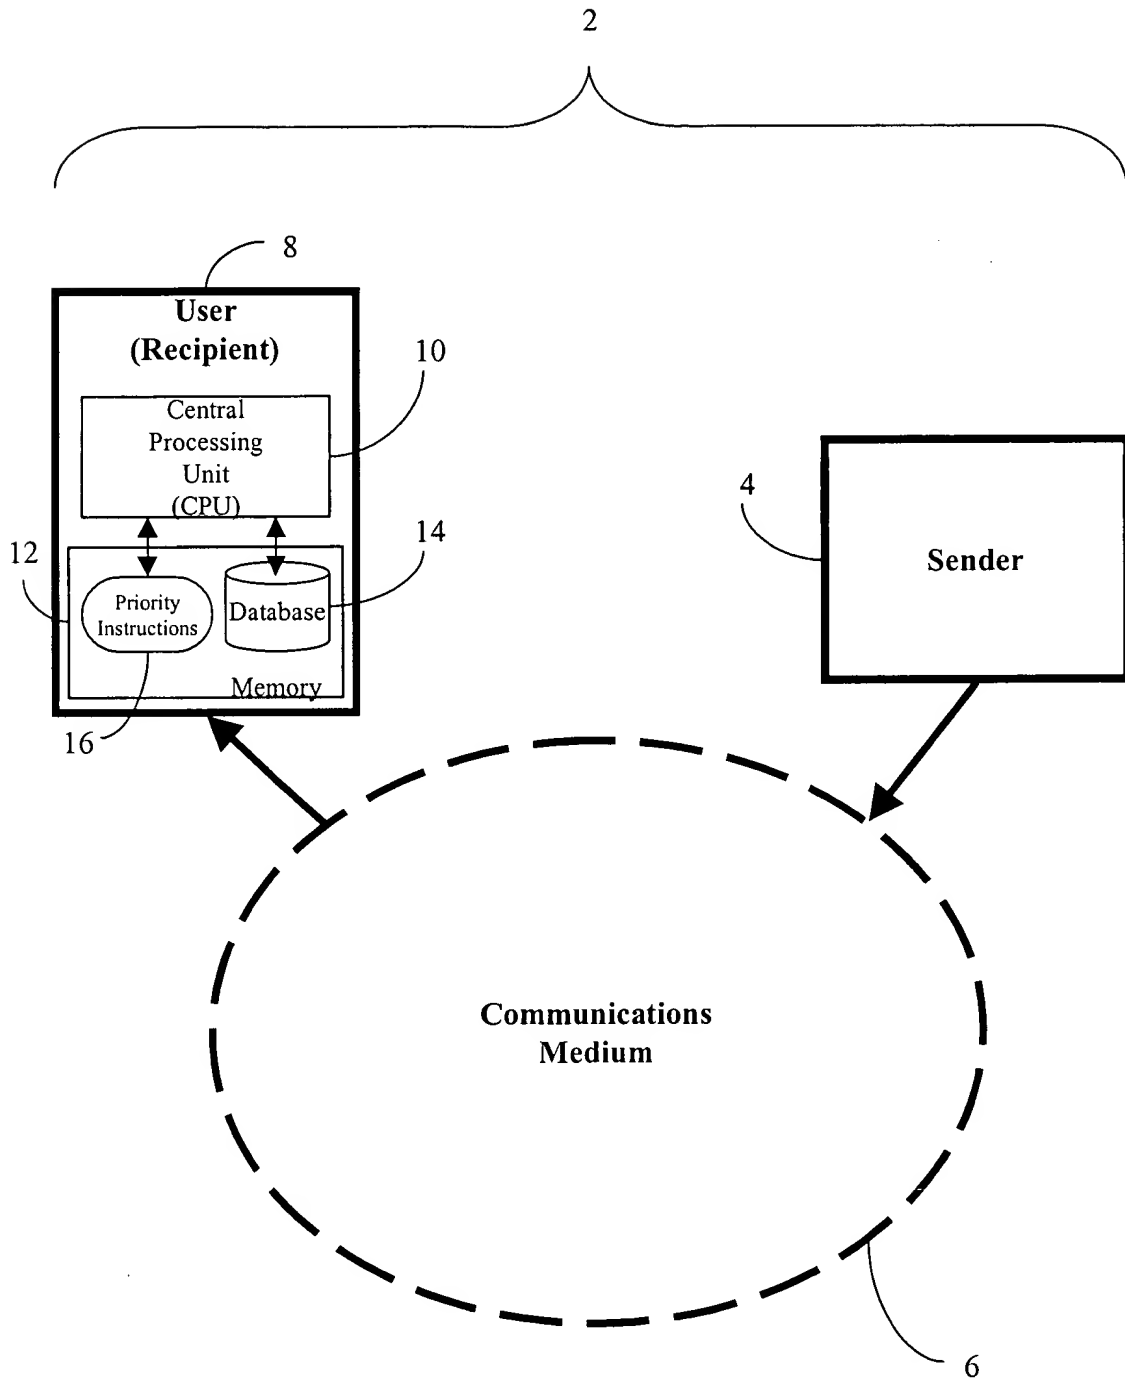 2
8
User
(Recipient)
10
Central
Processing
Unit
(CPU)
4
Sender
12
14
Priority
Instructions
Database
Memory
16
Communications
Medium
6